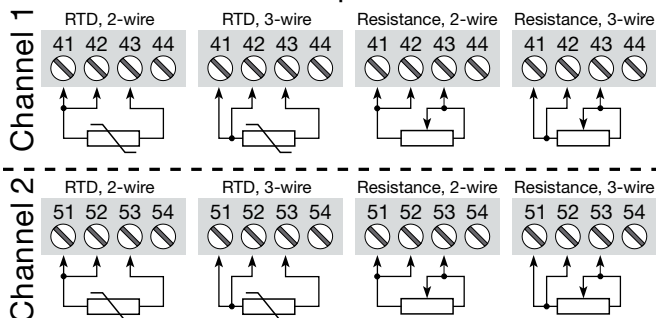 Channel 1
RTD, 2-wire RTD, 3-wire Resistance, 2-wire Resistance, 3-wire
41 42 43 44 41 42 43 44 41 42 43 44 41 42 43 44
Channel 2
RTD, 2-wire RTD, 3-wire Resistance, 2-wire Resistance, 3-wire
51 52 53 54 51 52 53 54 51 52 53 54 51 52 53 54